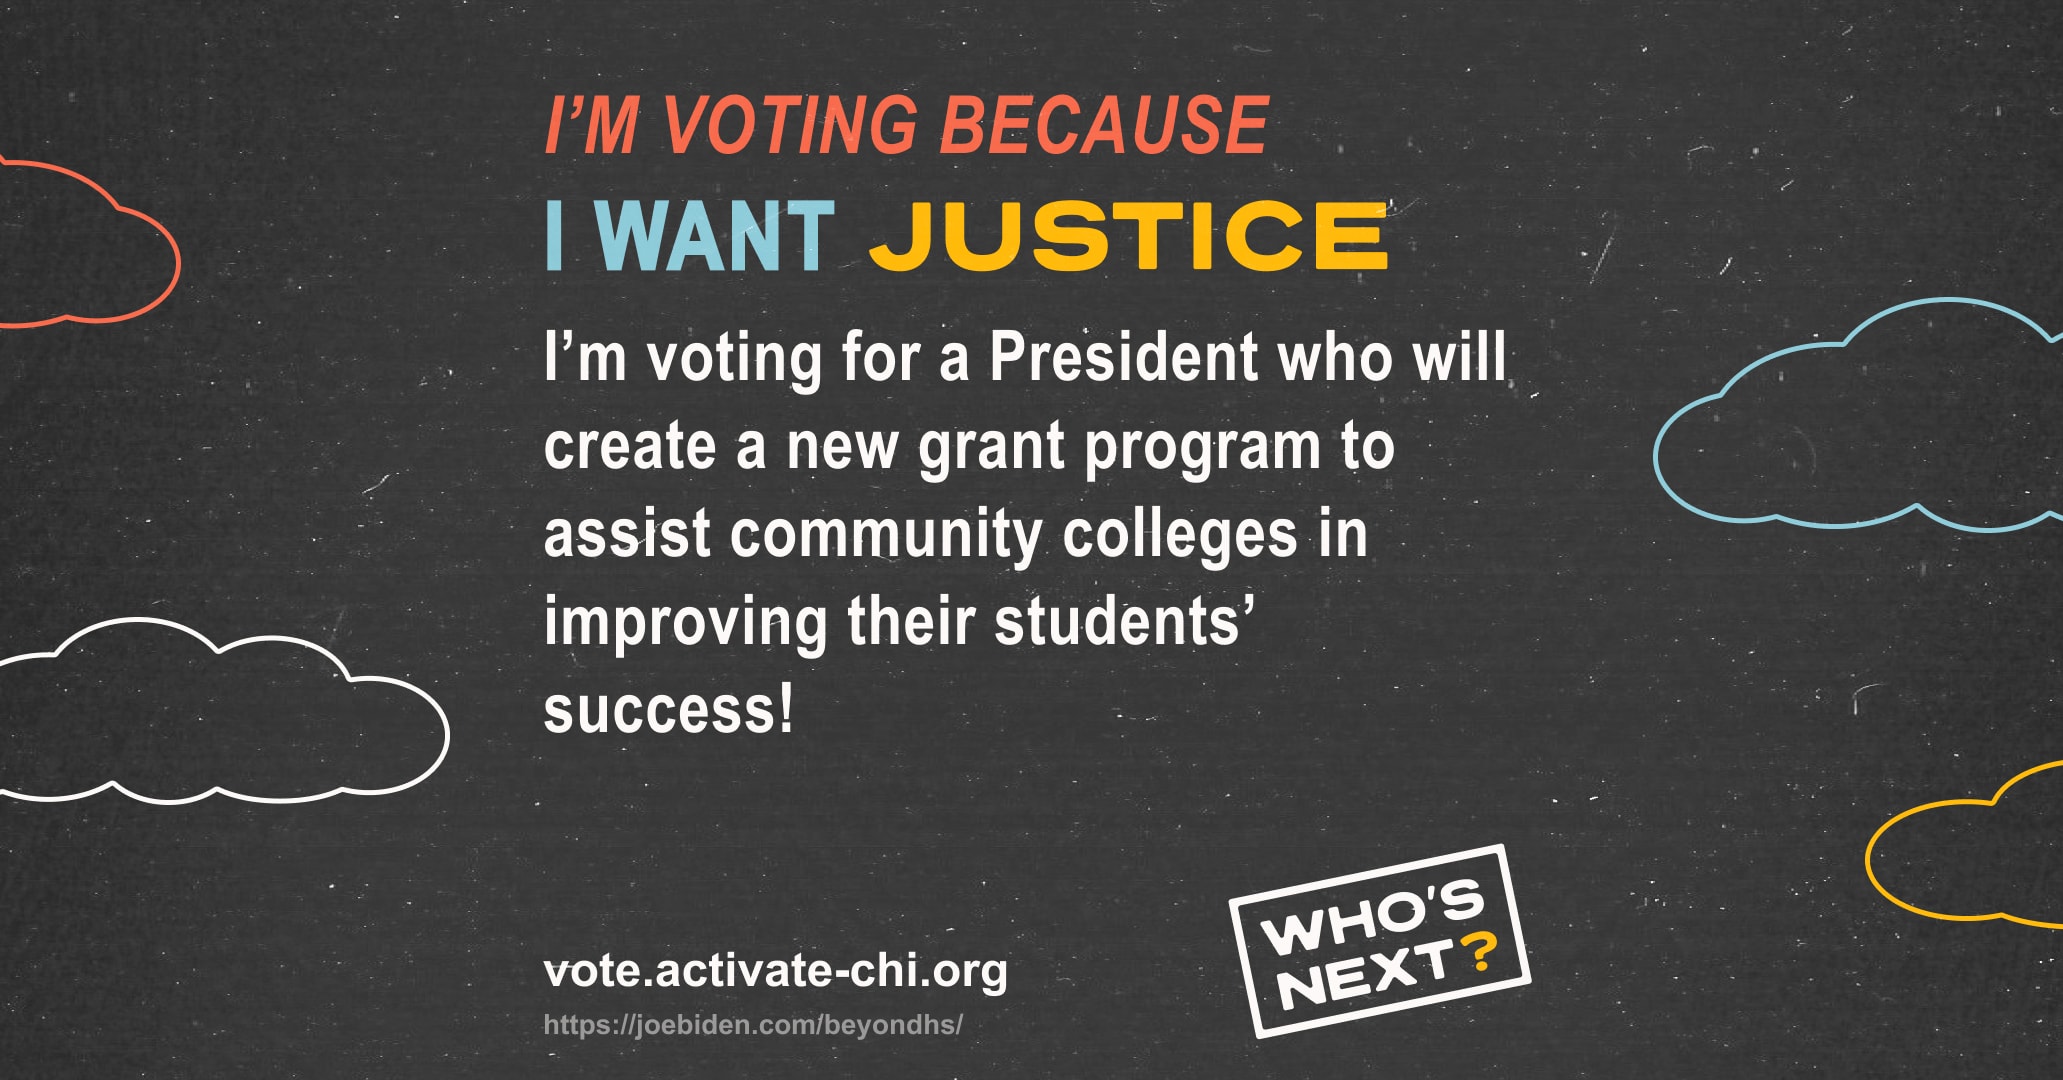 I’M VOTING BECAUSE
I WANT JUSTICE
I’m voting for a President who will
create a new grant program to
assist community colleges in
improving their students’
success!
WHO’S
NEXT?
vote.activate-chi.org
https://joebiden.com/beyondhs/